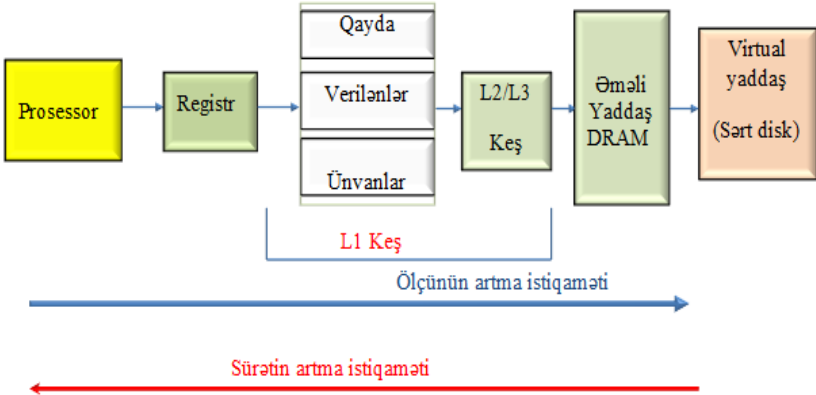 Prosessor
Registr
Qayda
Verilənlər
Ünvanlar
L2/L3
Keş
Əməli
Yaddaş
DRAM
Virtual
yaddaş
(Sərt disk)
L1 Keş
Ölçünün artma istiqaməti
Sürətin artma istiqaməti